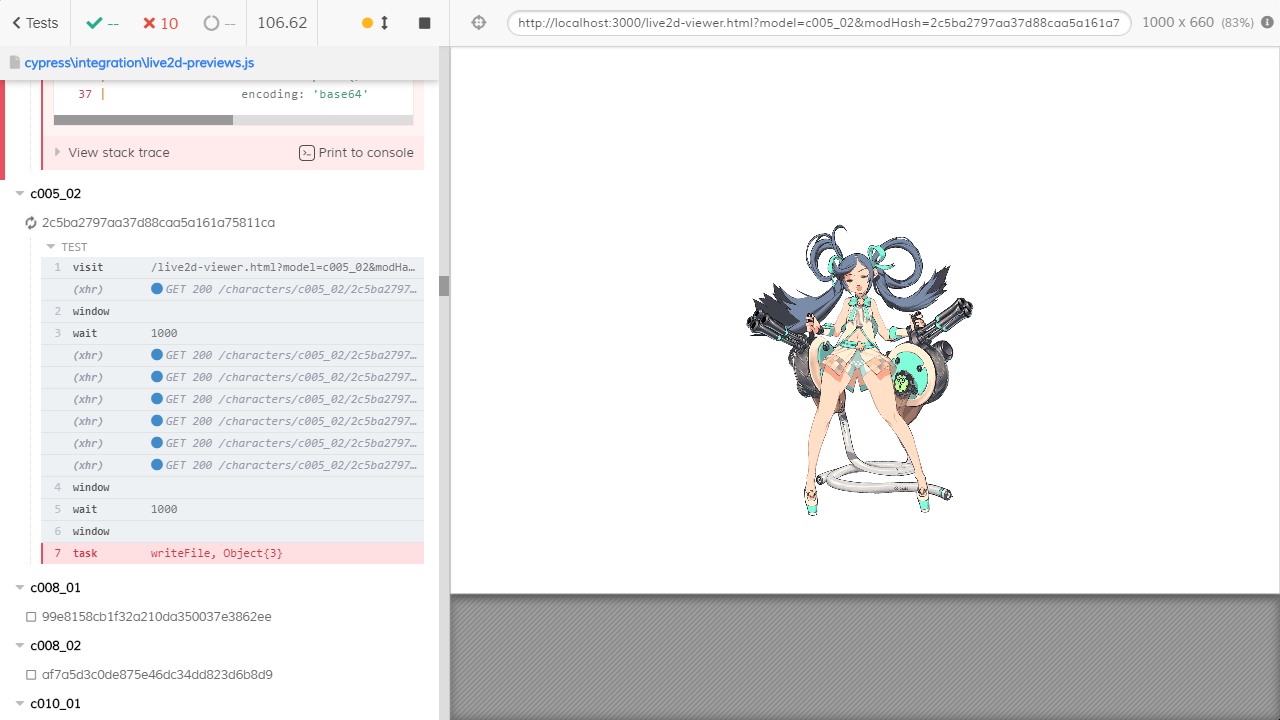 Tests -- 10 -- 106.62
http://localhost:3000/live2d-viewer.html?model=c005_02&modHash=2c5ba2797aa37d88caa5a161a7
1000 x 660 (83%)
cypress\integration\live2d-previews.js
37 | encoding: 'base64'
View stack trace Print to console
c005_02
2c5ba2797aa37d88caa5a161a75811ca
TEST
1 visit /live2d-viewer.html?model=c005_02&modHa…
(xhr) GET 200 /characters/c005_02/2c5ba2797…
2 window
3 wait 1000
(xhr) GET 200 /characters/c005_02/2c5ba2797…
(xhr) GET 200 /characters/c005_02/2c5ba2797…
(xhr) GET 200 /characters/c005_02/2c5ba2797…
(xhr) GET 200 /characters/c005_02/2c5ba2797…
(xhr) GET 200 /characters/c005_02/2c5ba2797…
(xhr) GET 200 /characters/c005_02/2c5ba2797…
4 window
5 wait 1000
6 window
7 task writeFile, Object{3}
c008_01
99e8158cb1f32a210da350037e3862ee
c008_02
af7a5d3c0de875e46dc34dd823d6b8d9
c010_01